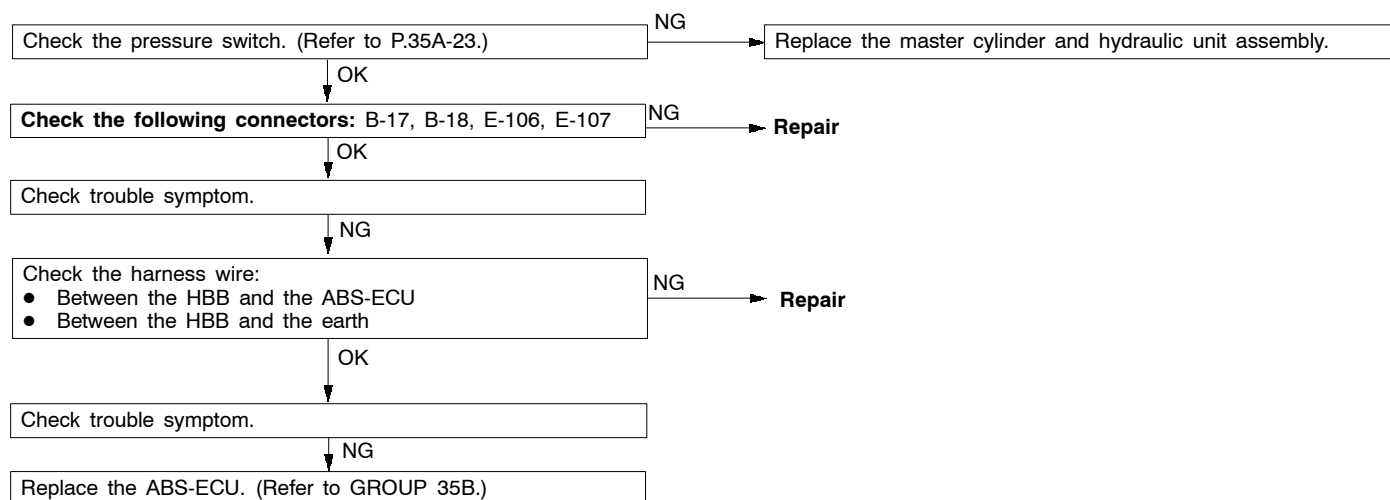 Check the pressure switch. (Refer to P.35A-23.)
NG
Replace the master cylinder and hydraulic unit assembly.
OK
Check the following connectors: B-17, B-18, E-106, E-107
NG
Repair
OK
Check trouble symptom.
NG
Check the harness wire:
● Between the HBB and the ABS-ECU
● Between the HBB and the earth
NG
Repair
OK
Check trouble symptom.
NG
Replace the ABS-ECU. (Refer to GROUP 35B.)